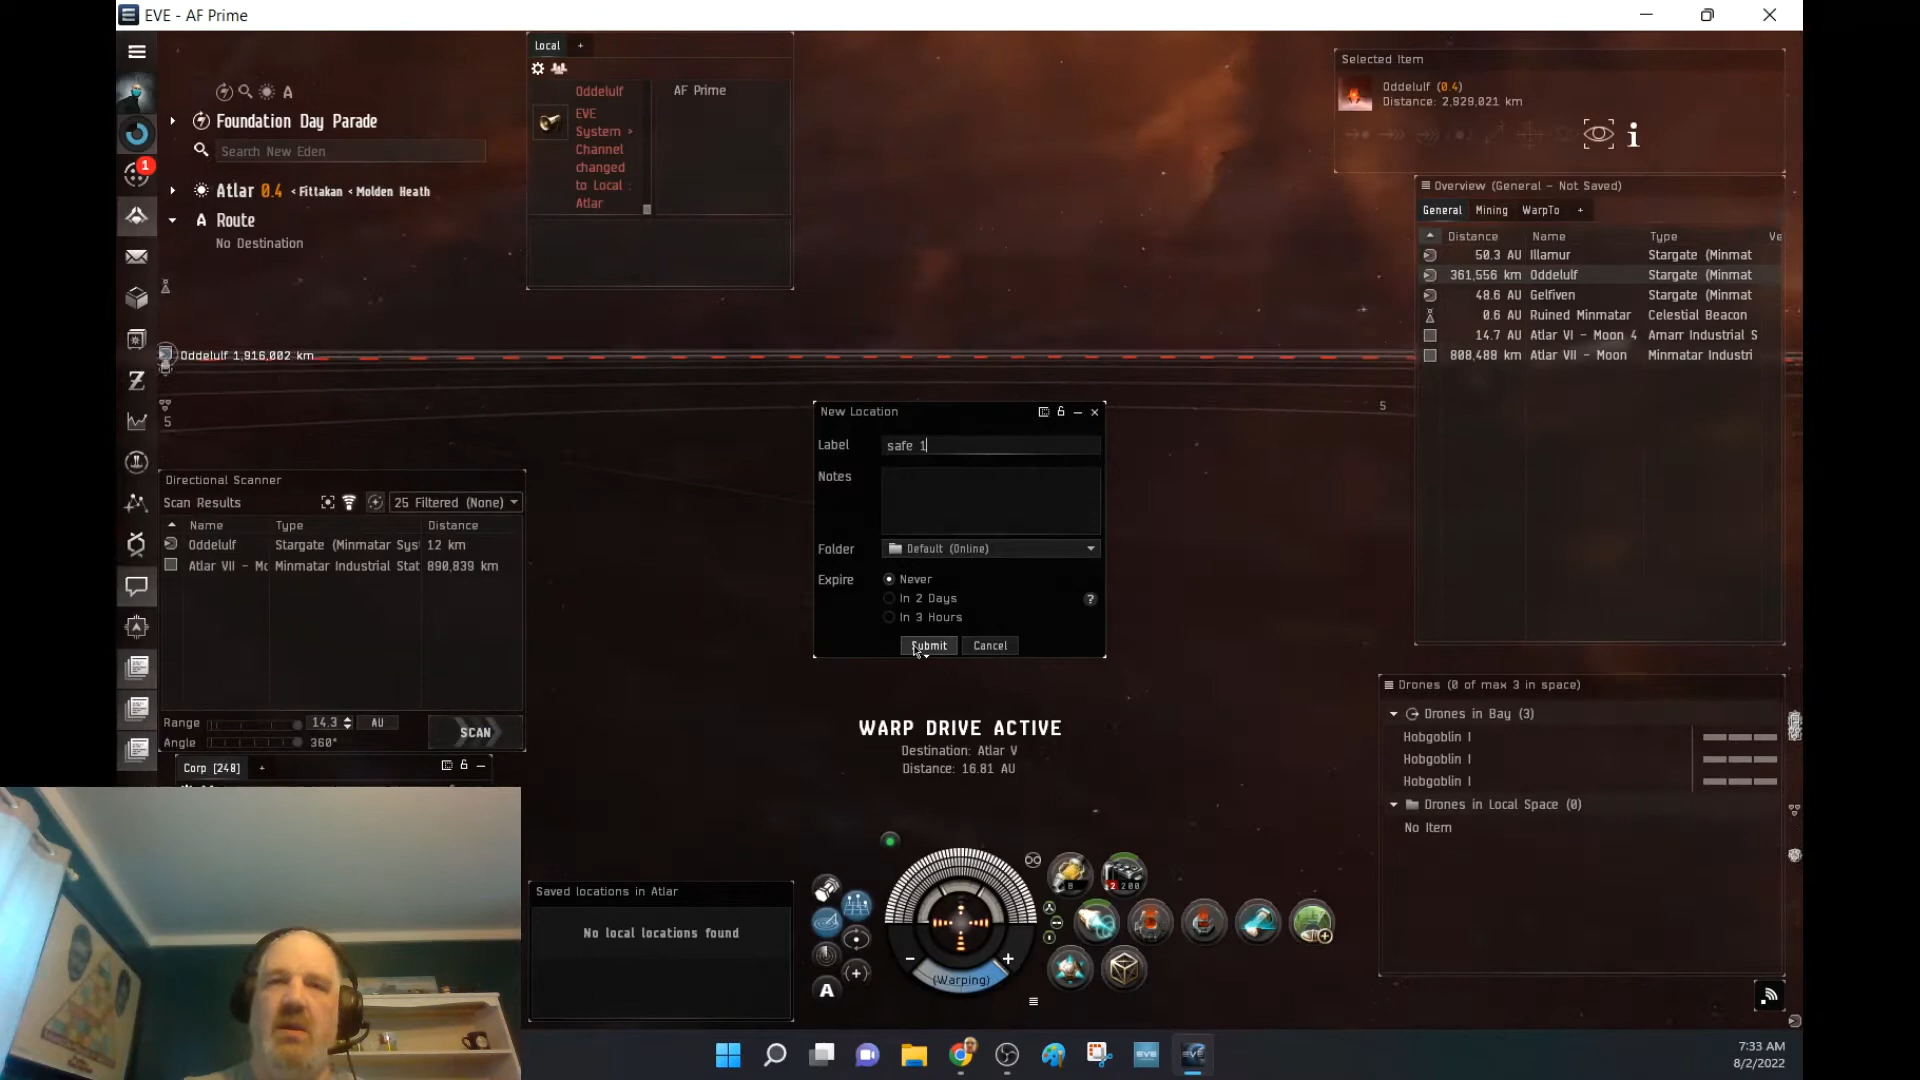 EVE - AF Prime
A
Foundation Day Parade
Search New Eden
1
Atlar 0.4 < Fittakan < Molden Heath
A Route
No Destination
Local +
Oddelulf
EVE
System >
Channel
changed
to Local :
Atlar
AF Prime
Selected Item
Oddelulf (0.4)
Distance: 2,929,021 km
Overview (General - Not Saved)
General Mining WarpTo +
Distance Name Type Ve
50.3 AU Illamur Stargate (Minmat
361,556 km Oddelulf Stargate (Minmat
48.6 AU Gelfiven Stargate (Minmat
0.6 AU Ruined Minmatar Celestial Beacon
14.7 AU Atlar VI - Moon 4 Amarr Industrial S
808,488 km Atlar VII - Moon Minmatar Industri
Oddelulf 1,916,002 km
5
5
New Location
Label safe 1
Notes
Folder Default (Online)
Expire Never
In 2 Days
?
In 3 Hours
Submit Cancel
Directional Scanner
Scan Results 25 Filtered (None)
Name Type Distance
Oddelulf Stargate (Minmatar Sys 12 km
Atlar VII - Mc Minmatar Industrial Stat 890,839 km
Range 14.3 AU
SCAN
Angle 360°
Corp [248] +
WARP DRIVE ACTIVE
Destination: Atlar V
Distance: 16.81 AU
Drones (0 of max 3 in space)
Drones in Bay (3)
Hobgoblin I
Hobgoblin I
Hobgoblin I
Drones in Local Space (0)
No Item
Saved locations in Atlar
No local locations found
8
2 200
- +
(Warping)
A
EVE
7:33 AM
8/2/2022